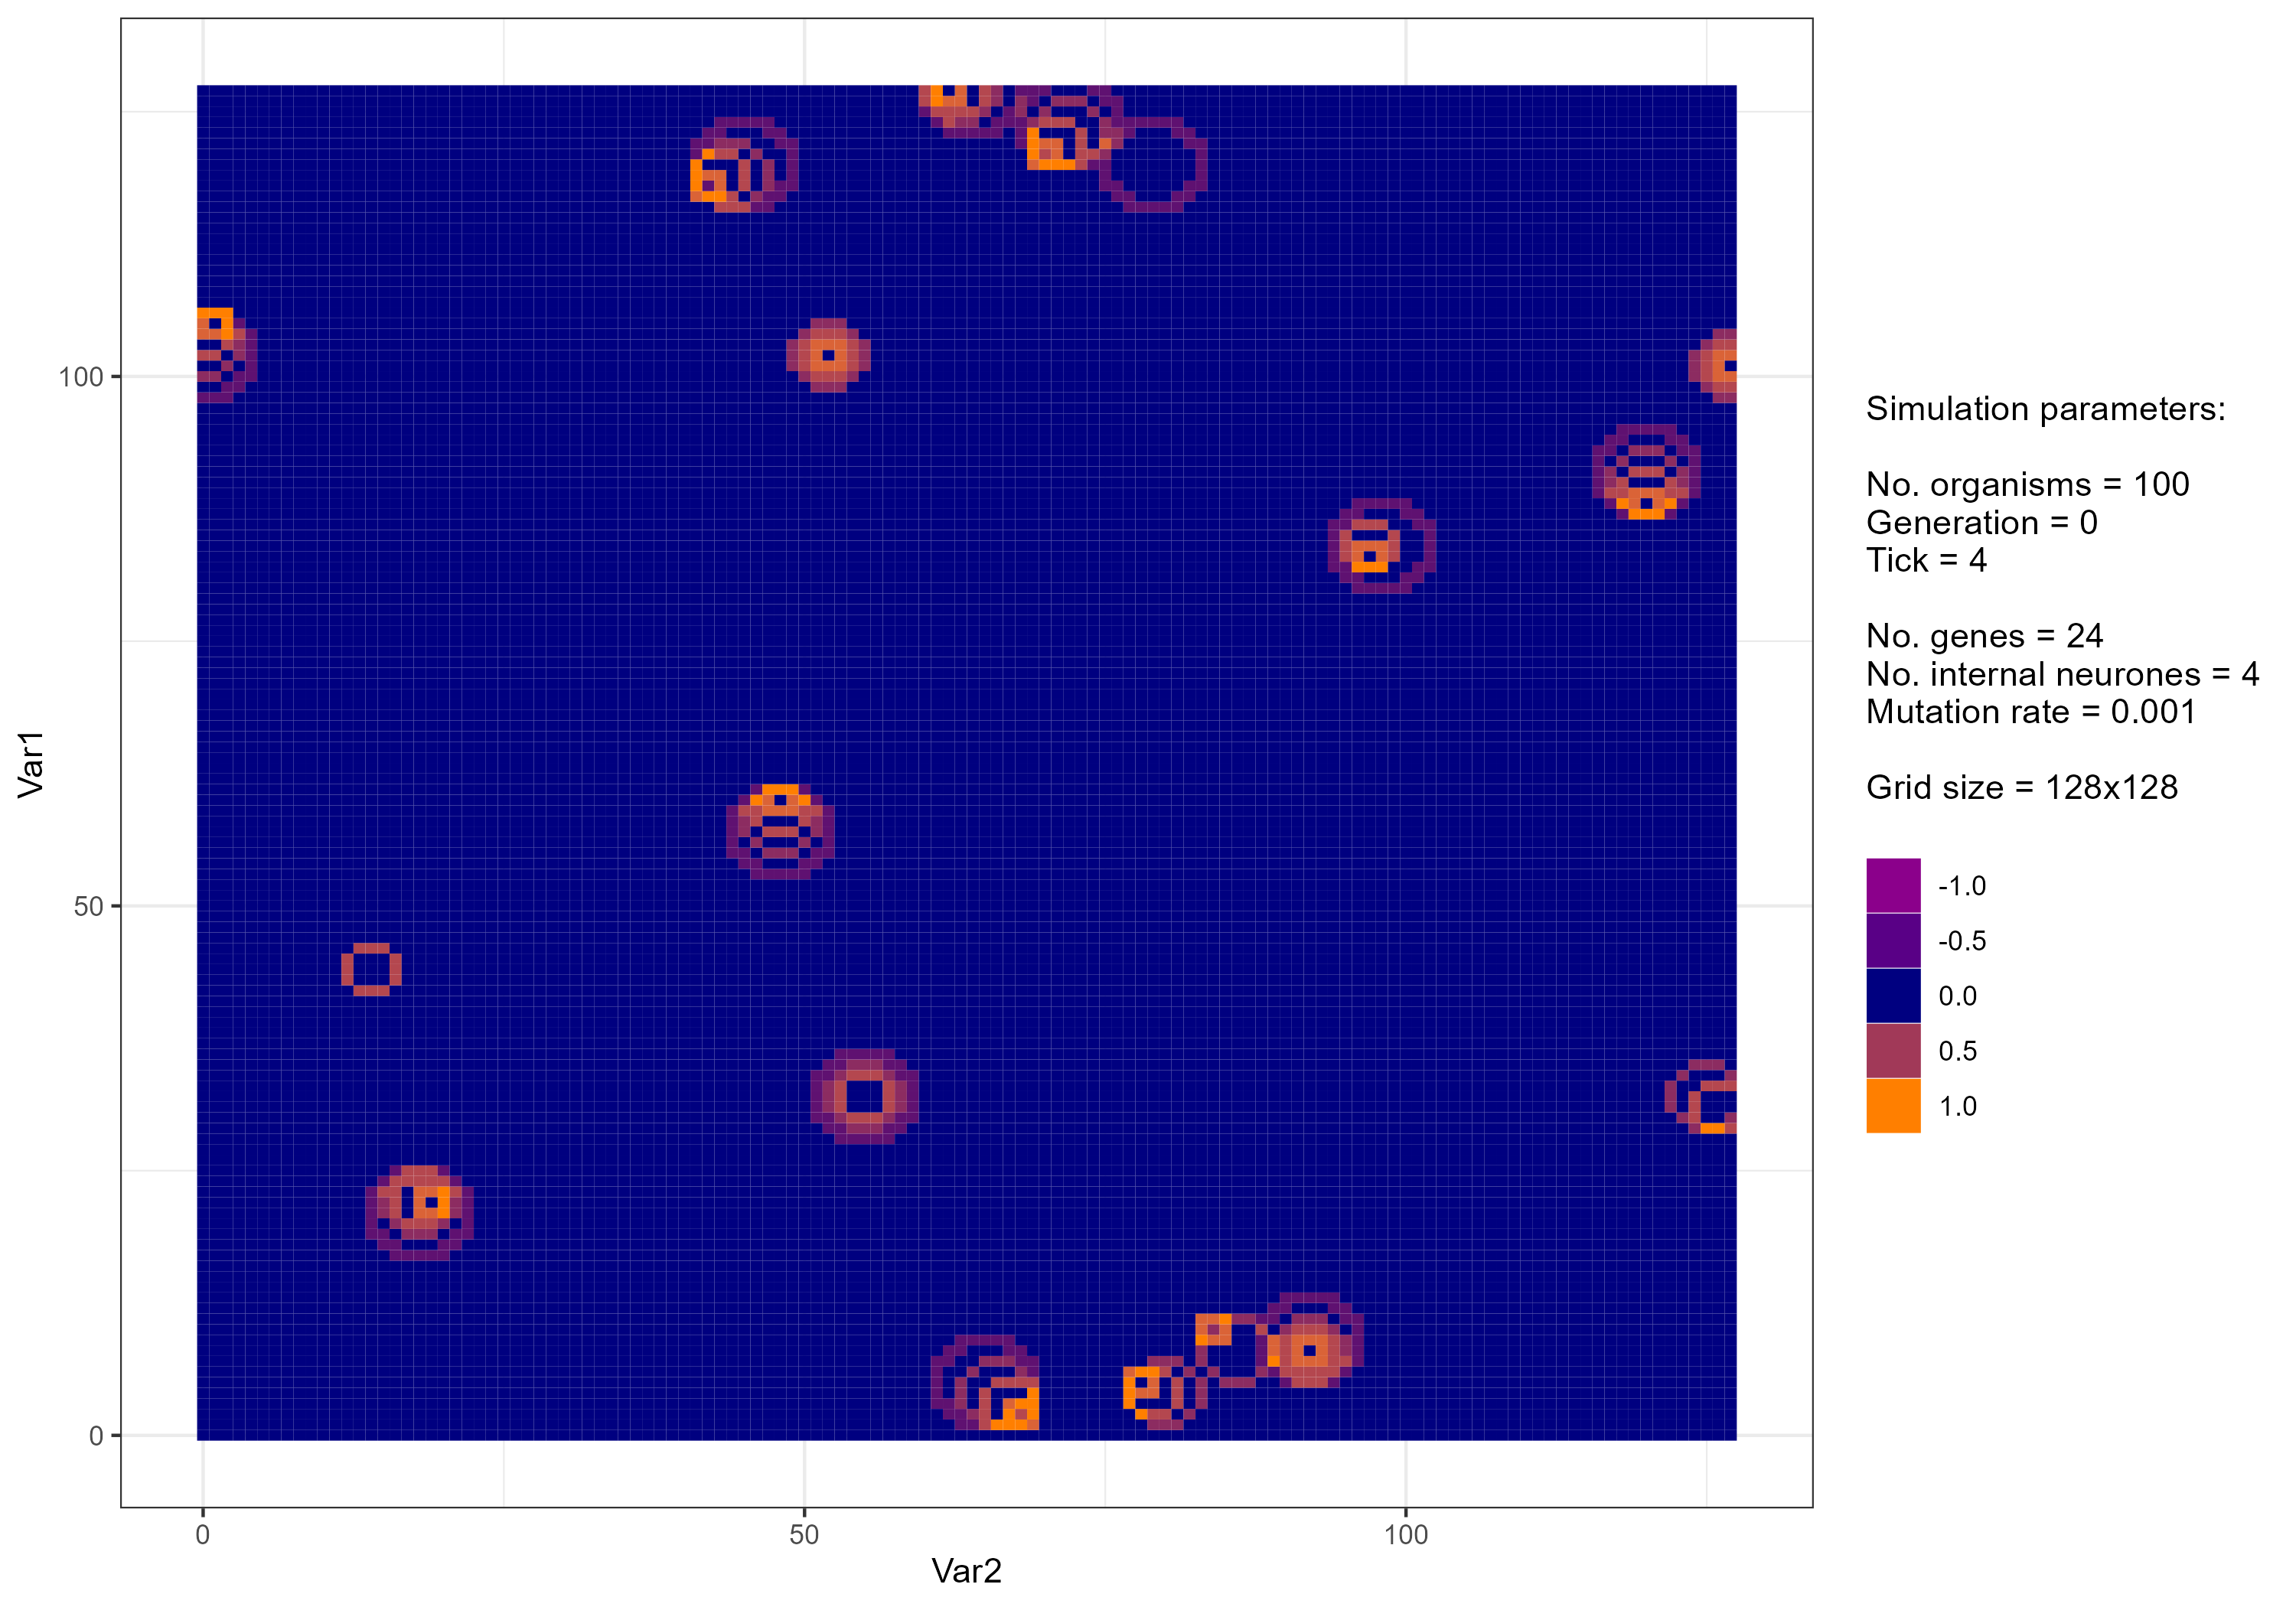 100
50
0
0
50
100
Var1
Var2
Simulation parameters:
No. organisms = 100
Generation = 0
Tick = 4
No. genes = 24
No. internal neurones = 4
Mutation rate = 0.001
Grid size = 128x128
-1.0
-0.5
0.0
0.5
1.0